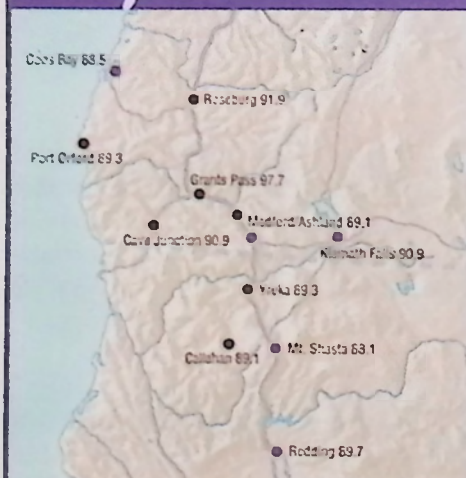 Coos Bay 88.5
Roseburg 91.9
Port Orford 89.3
Grants Pass 97.7
Medford/Ashland 89.1
Cave Junction 90.9
Klamath Falls 90.9
Yreka 89.3
Callahan 89.1
Mt. Shasta 88.1
Redding 89.7